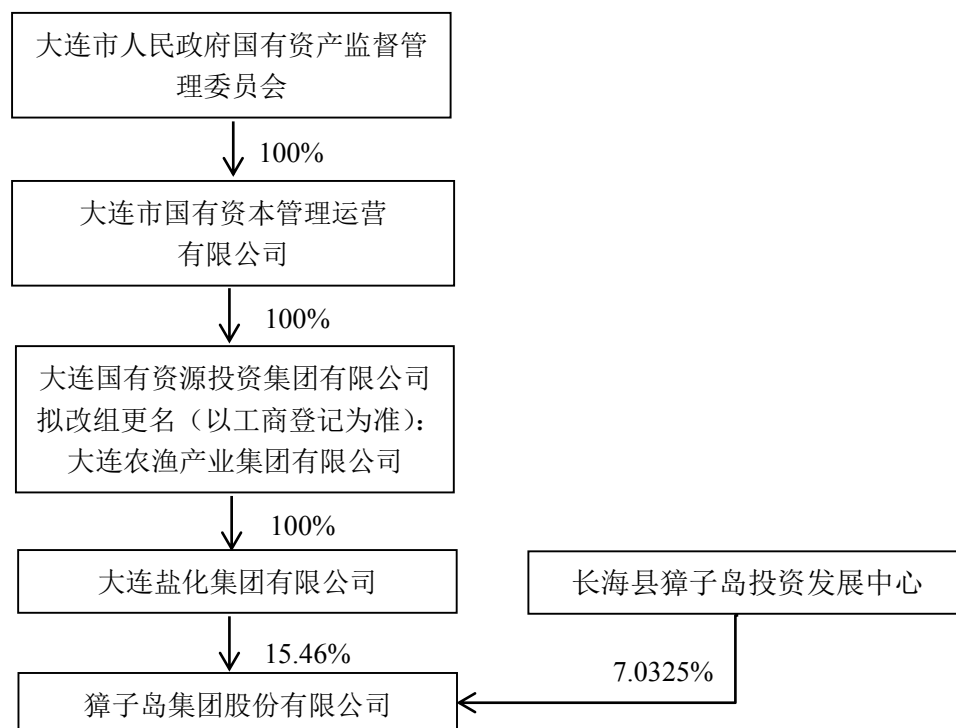 大连市人民政府国有资产监督管
理委员会
100%
大连市国有资本管理运营
有限公司
100%
大连国有资源投资集团有限公司
拟改组更名（以工商登记为准）：
大连农渔产业集团有限公司
100%
大连盐化集团有限公司
长海县獐子岛投资发展中心
15.46%
7.0325%
獐子岛集团股份有限公司